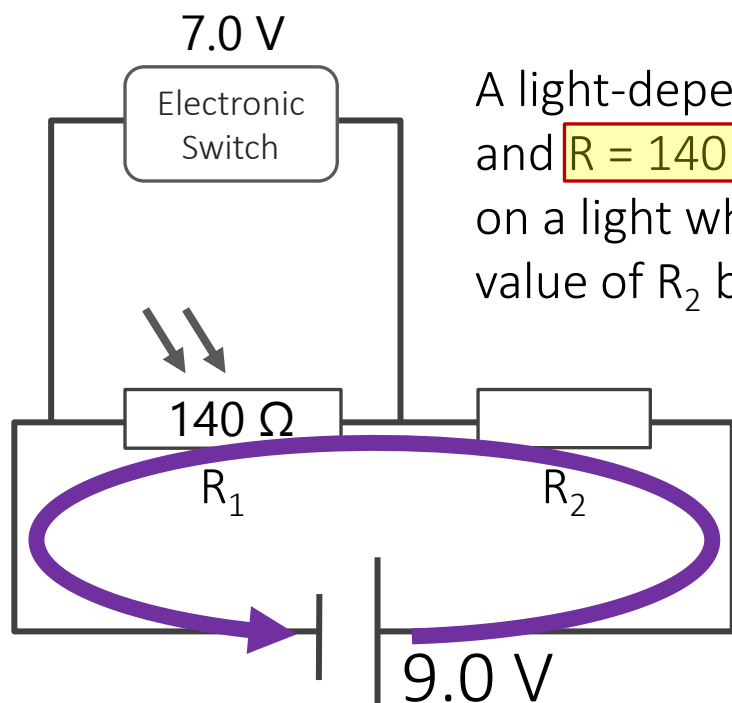 7.0 V
Electronic
Switch
A light-depe
and R = 140
on a light wh
value of R₂ b
140 Ω
R₁
R₂
9.0 V